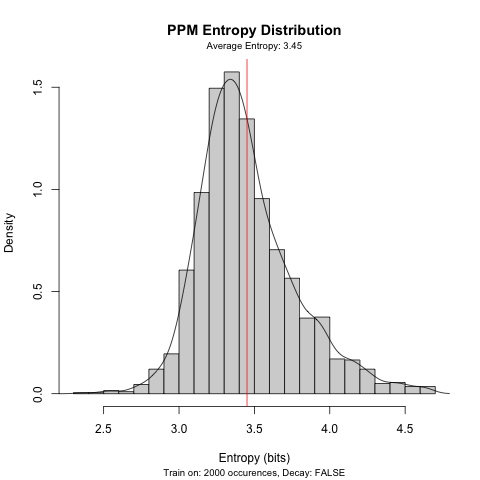 PPM Entropy Distribution
Average Entropy: 3.45
Density
1.5
1.0
0.5
0.0
2.5 3.0 3.5 4.0 4.5
Entropy (bits)
Train on: 2000 occurences, Decay: FALSE